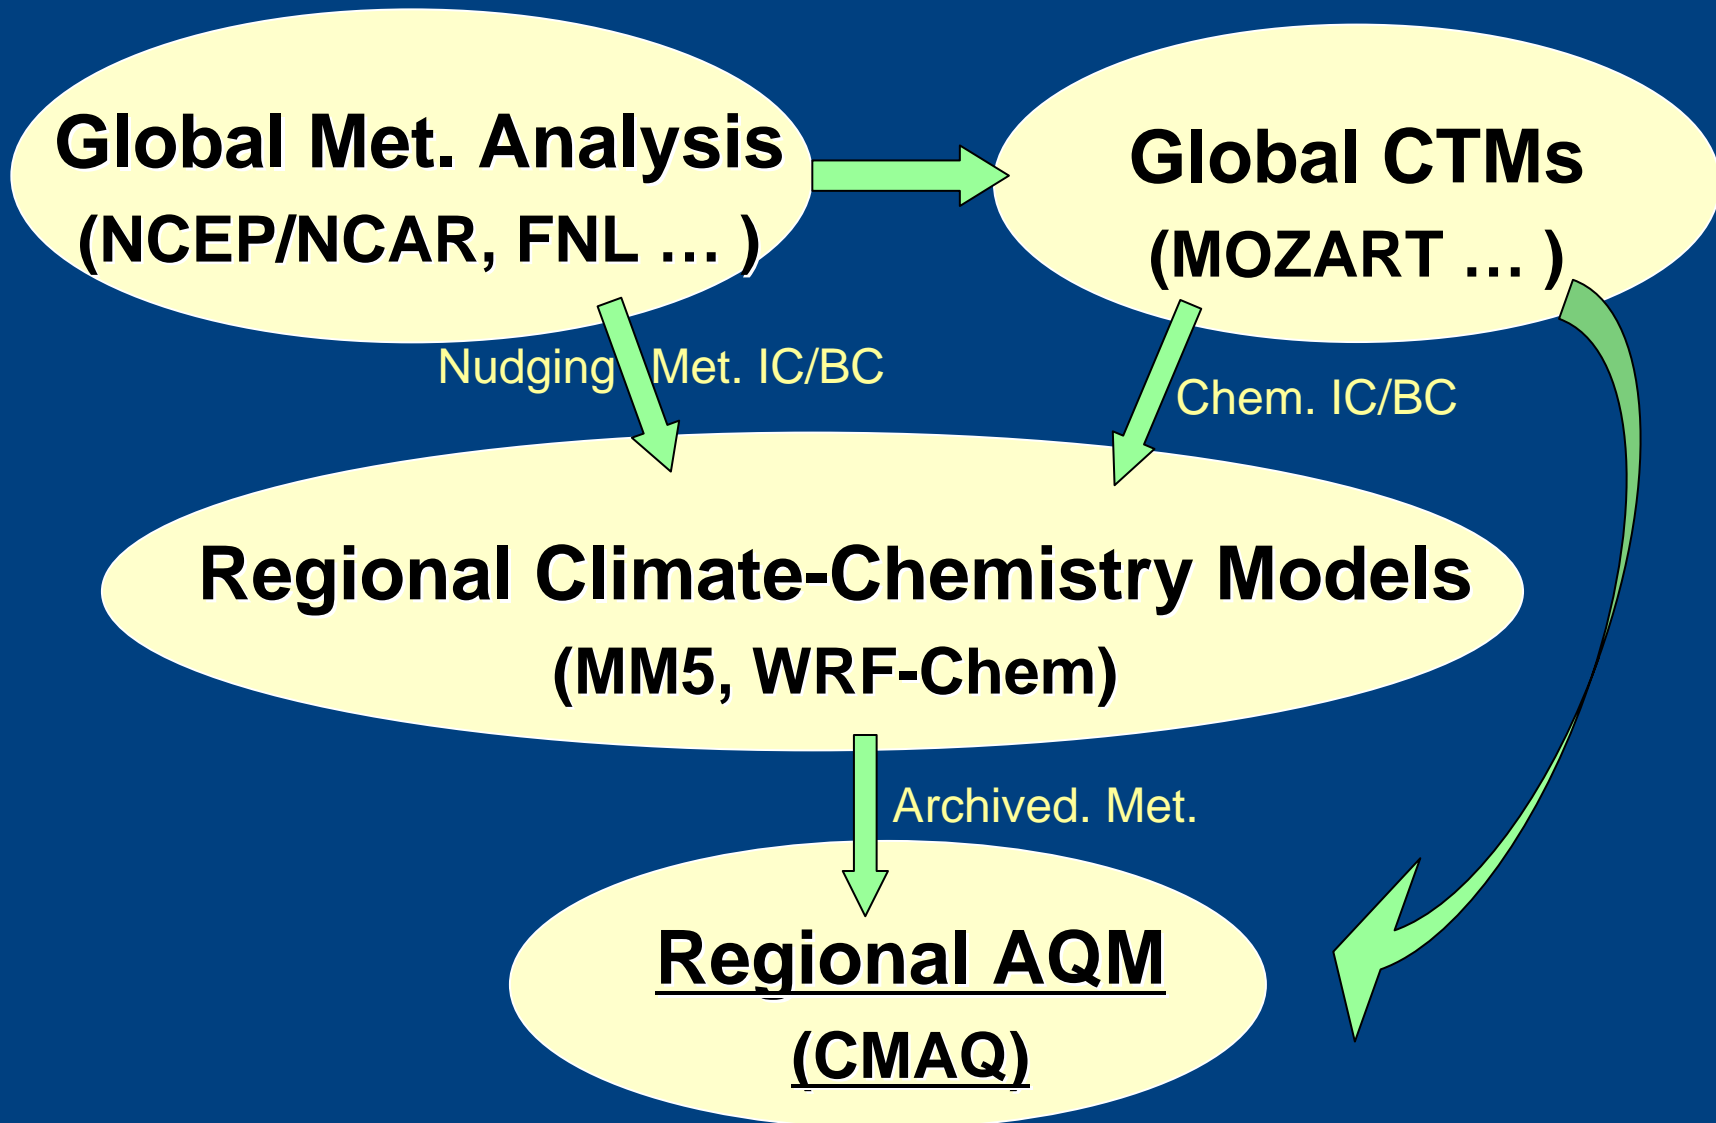 Global Met. Analysis
(NCEP/NCAR, FNL … )
Global CTMs
(MOZART … )
Nudging Met. IC/BC
Chem. IC/BC
Regional Climate-Chemistry Models
(MM5, WRF-Chem)
Archived. Met.
Regional AQM
(CMAQ)